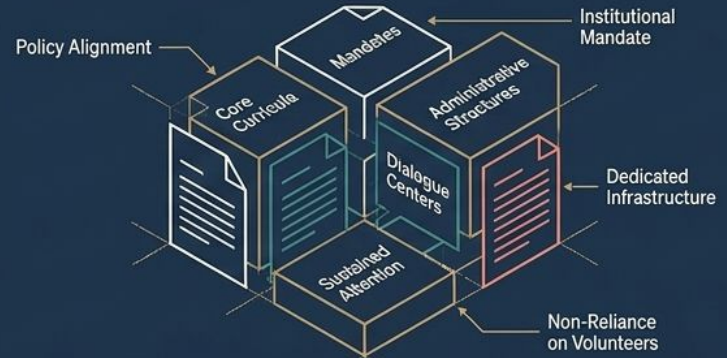 Institutional
Mandate
Policy Alignment
Mandates
Core
Curricula
Administrative
Structures
Dialogue
Centers
Dedicated
Infrastructure
Sustained
Attention
Non-Reliance
on Volunteers